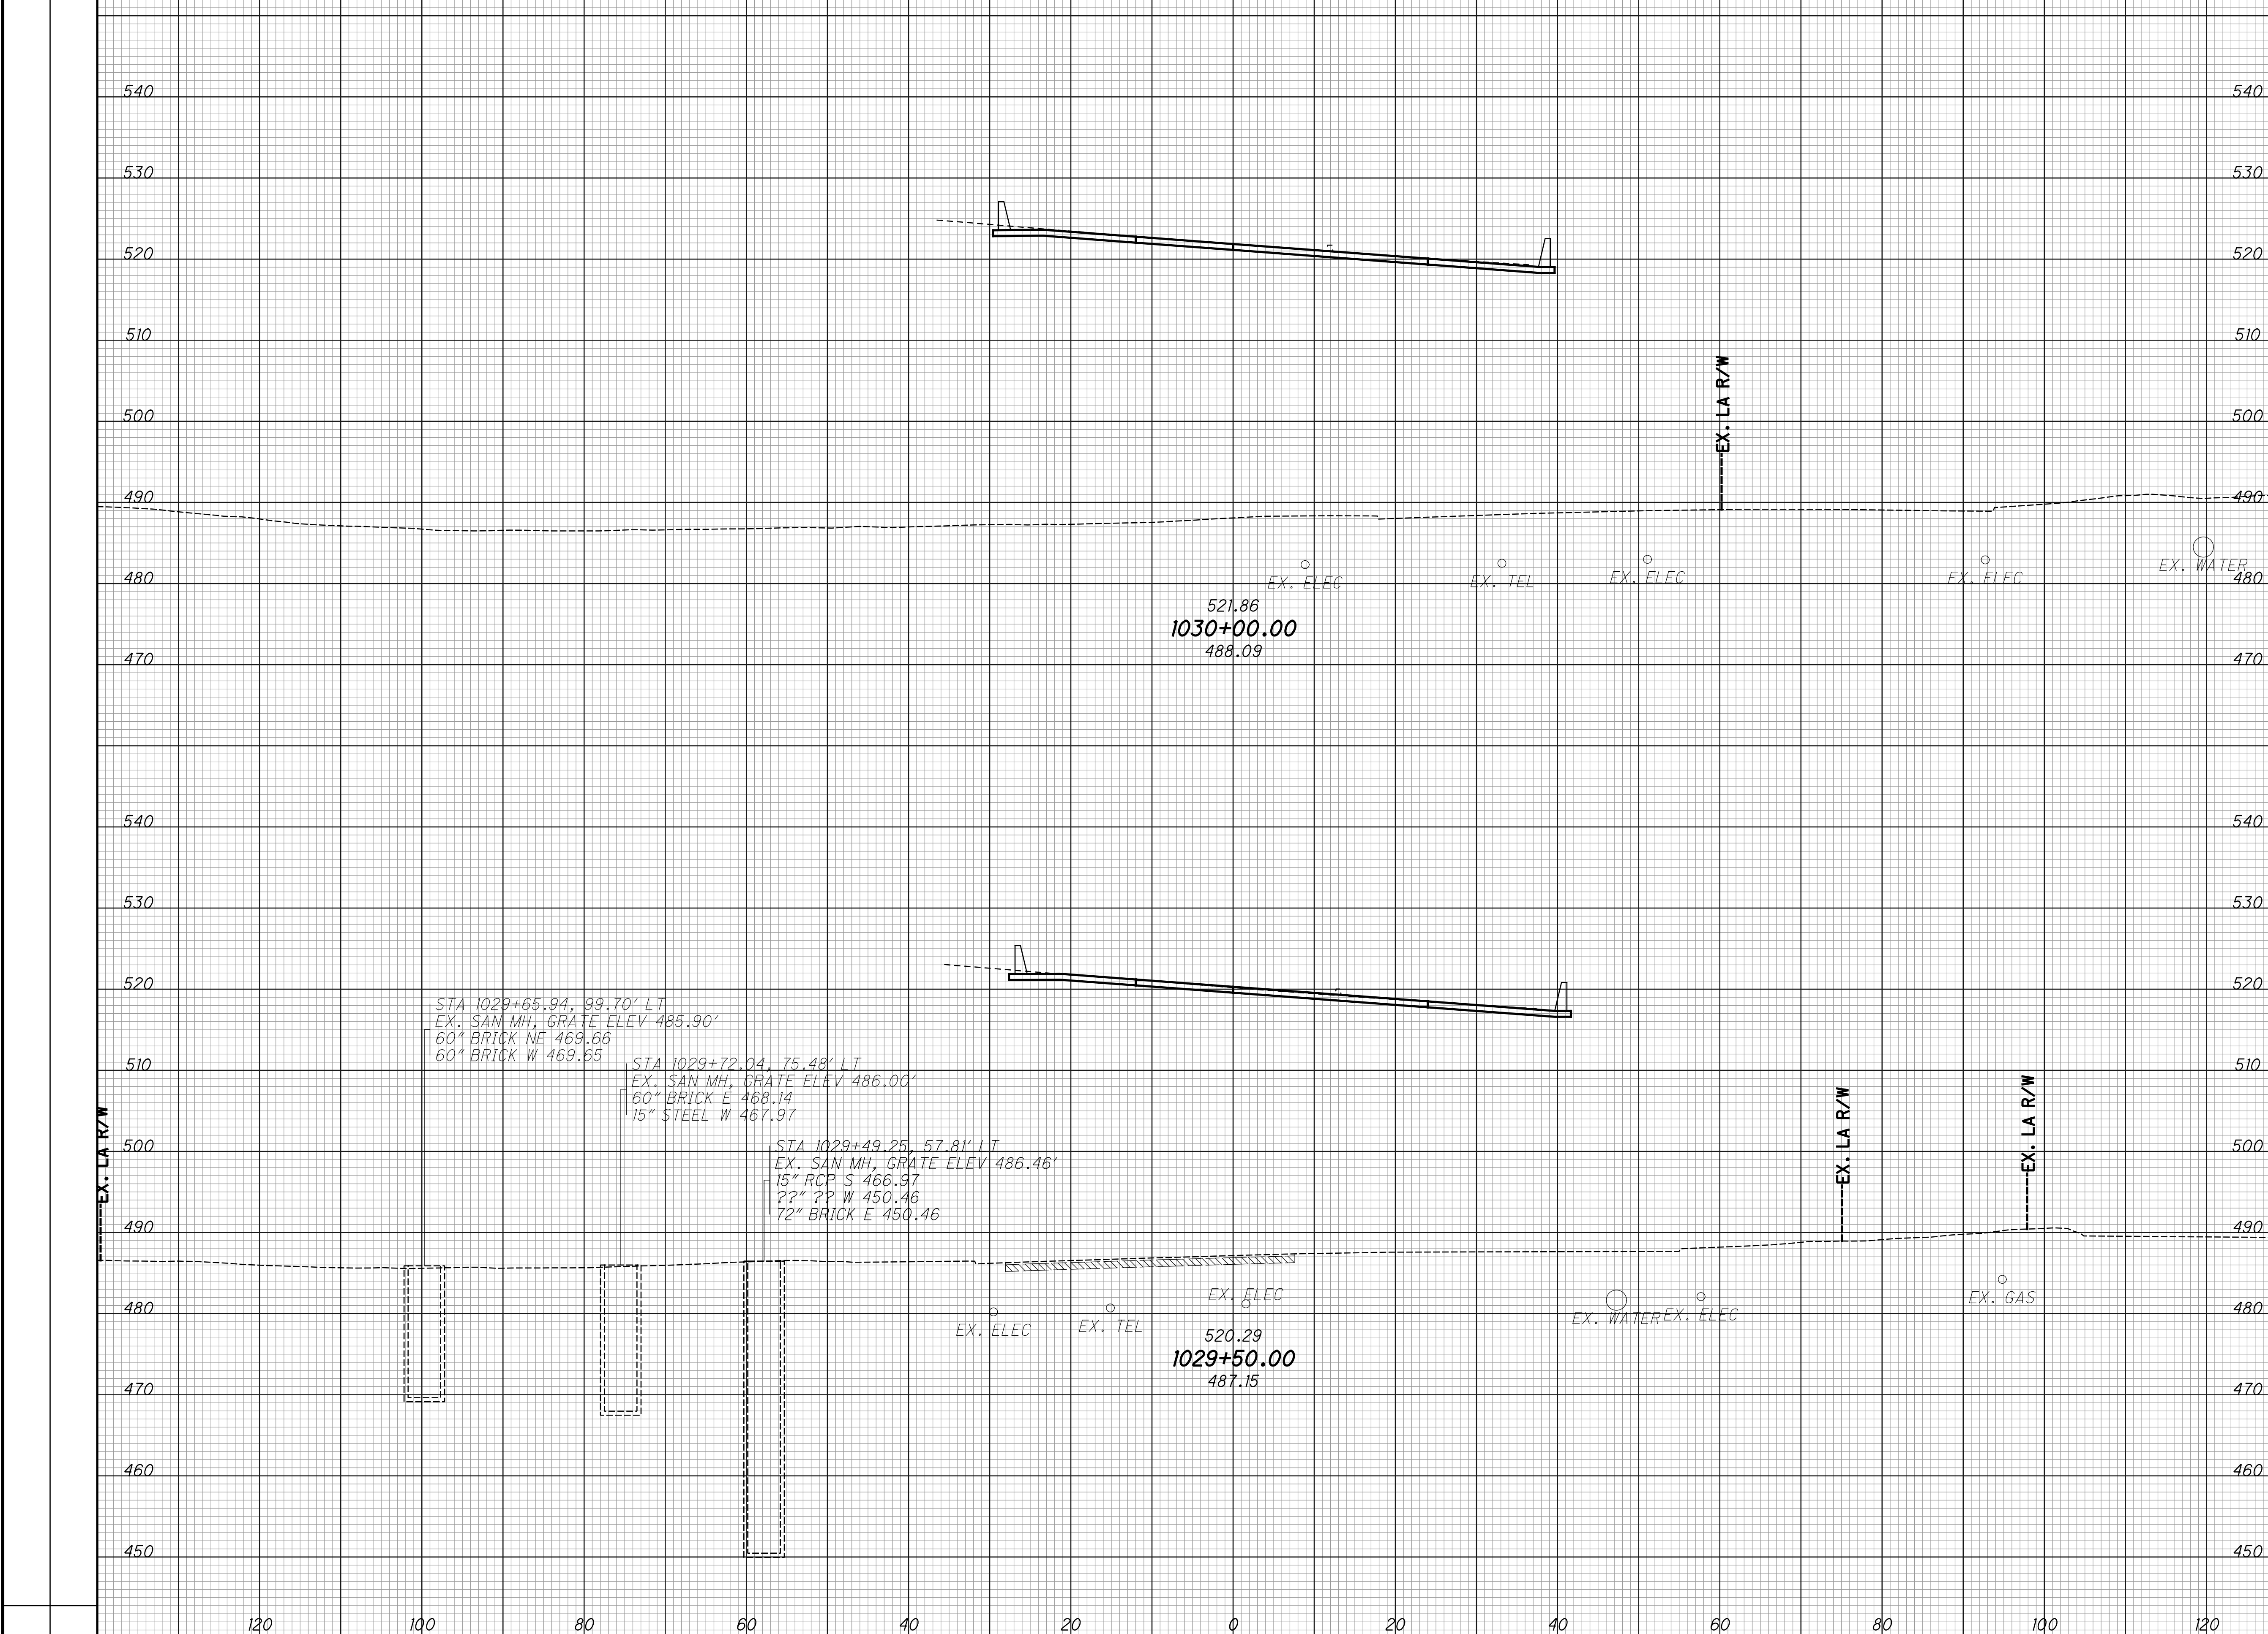 540 540
530 530
520 520
510 510
EX. LA R/W
500 500
490 490
EX. ELEC
EX. TEL
EX. ELEC
EX. ELEC
EX. WATER
480 480
521.86
1030+00.00
488.09
470 470
540 540
530 530
520 520
STA 1029+65.94, 99.70' LT
EX. SAN MH, GRATE ELEV 485.90'
60" BRICK NE 469.66
60" BRICK W 469.65
510 510
STA 1029+72.04, 75.48' LT
EX. SAN MH, GRATE ELEV 486.00'
60" BRICK E 468.14
15" STEEL W 467.97
EX. LA R/W
EX. LA R/W
EX. LA R/W
500 500
STA 1029+49.25, 57.81' LT
EX. SAN MH, GRATE ELEV 486.46'
15" RCP S 466.97
??" ?? W 450.46
72" BRICK E 450.46
490 490
480 480
EX. ELEC
EX. TEL
EX. ELEC
EX. WATER
EX. ELEC
EX. GAS
520.29
1029+50.00
487.15
470 470
460 460
450 450
120 100 80 60 40 20 0 20 40 60 80 100 120